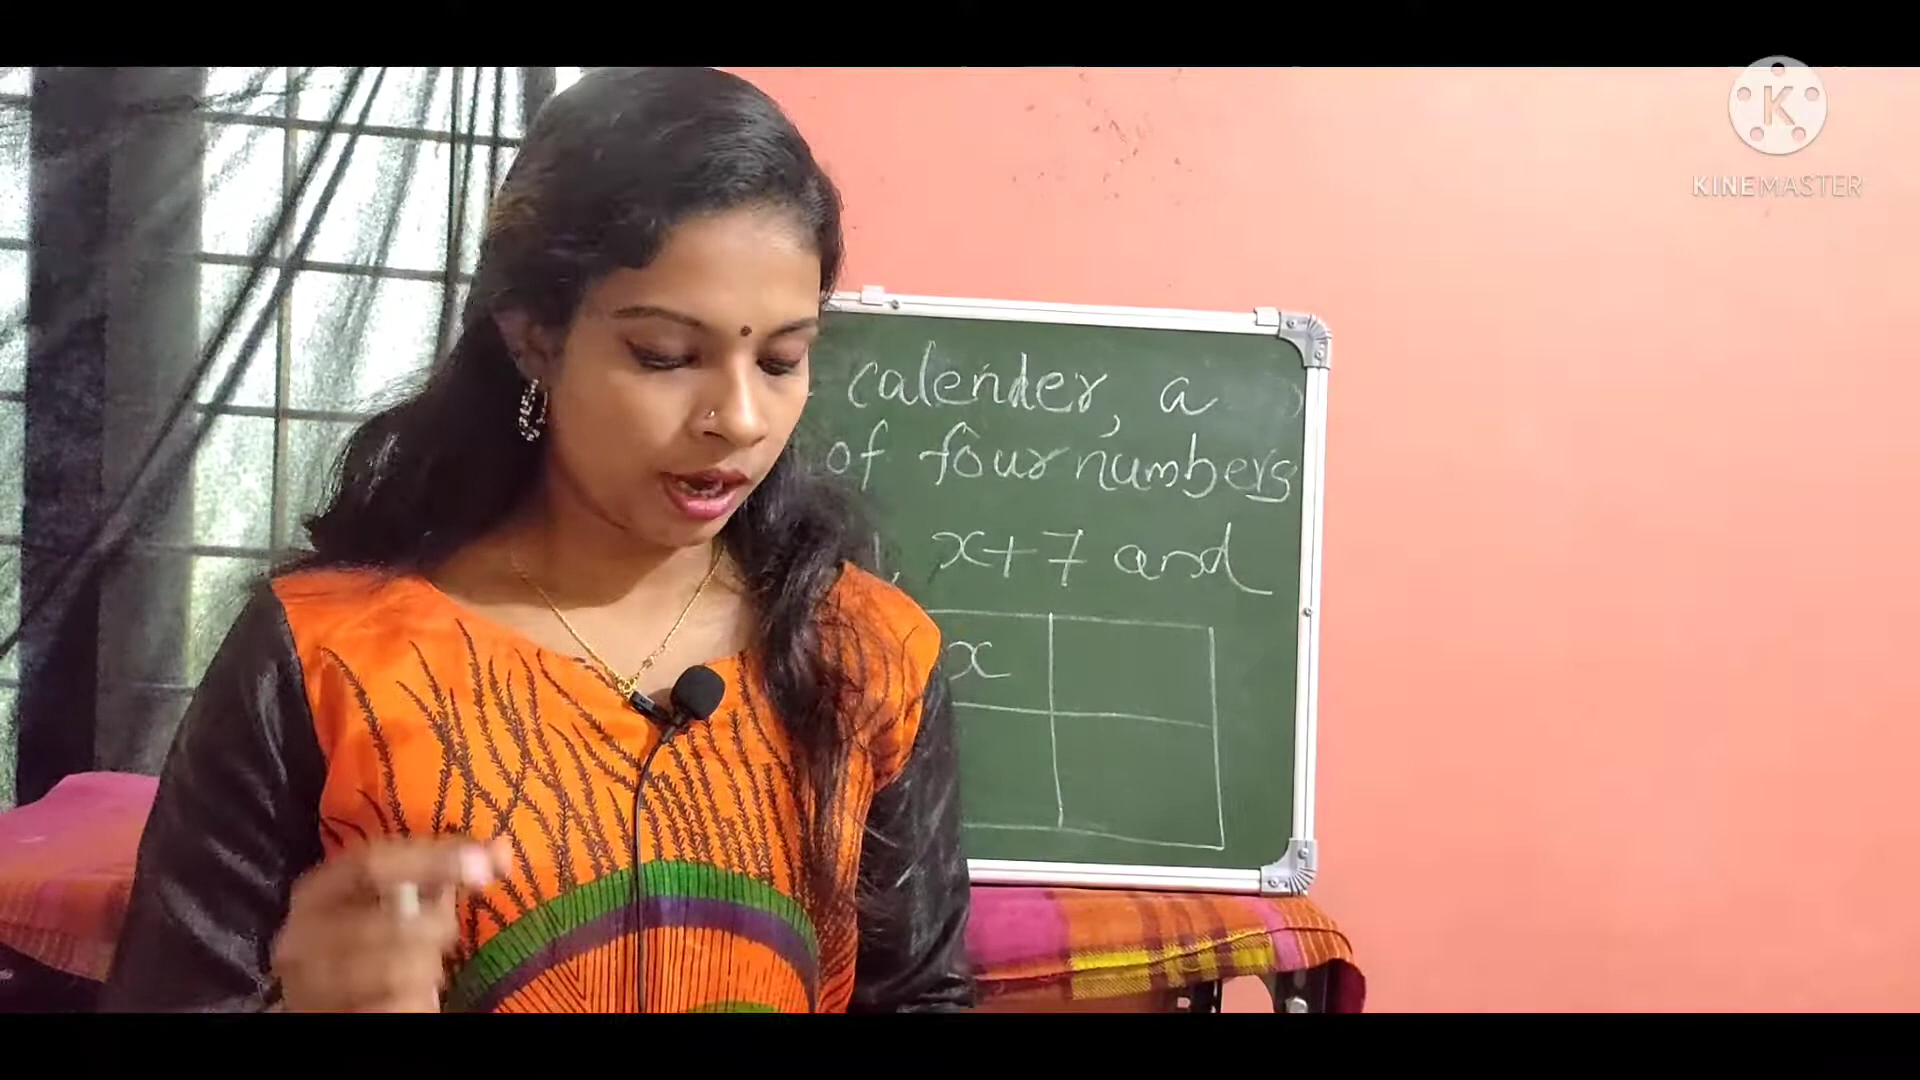 calender, a
of four numbers
, x+7 and
x
K
KINEMASTER